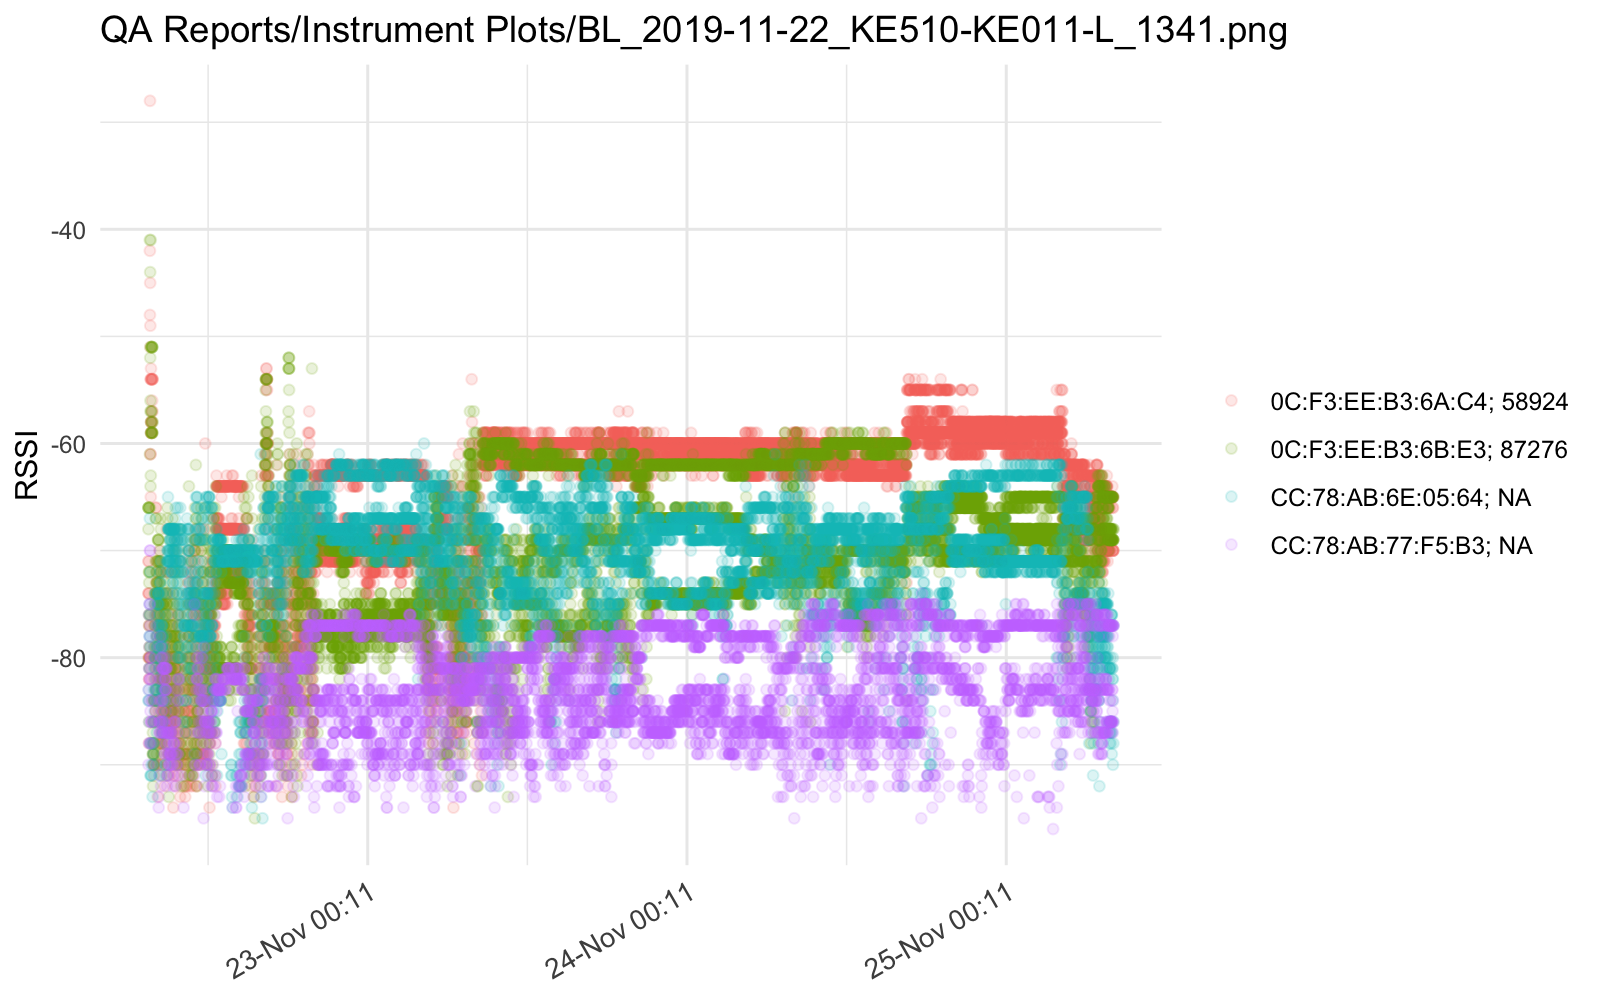 QA Reports/Instrument Plots/BL_2019-11-22_KE510-KE011-L_1341.png
RSSI
-40
-60
-80
23-Nov 00:11
24-Nov 00:11
25-Nov 00:11
0C:F3:EE:B3:6A:C4; 58924
0C:F3:EE:B3:6B:E3; 87276
CC:78:AB:6E:05:64; NA
CC:78:AB:77:F5:B3; NA